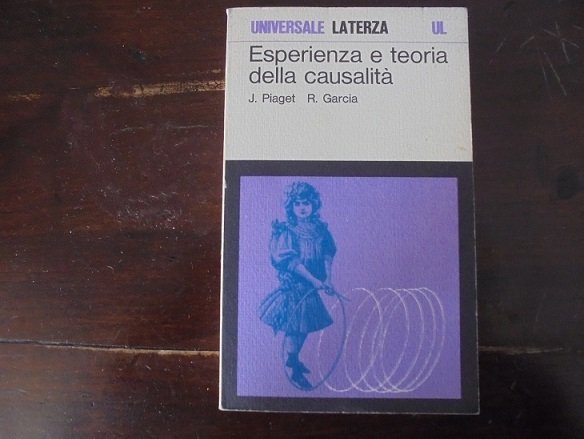 UNIVERSALE LATERZA UL
Esperienza e teoria
della causalità
J. Piaget R. Garcia